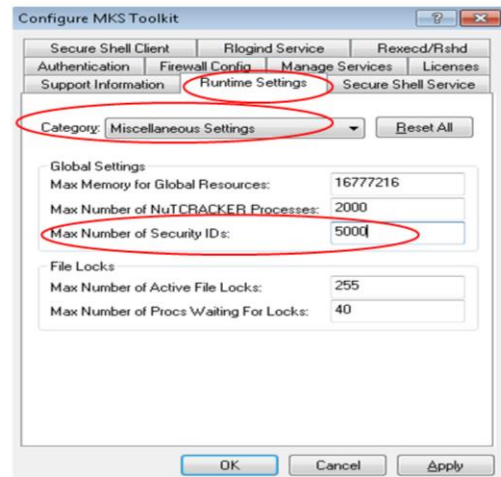 Configure MKS Toolkit
Secure Shell Client Rlogind Service Rexecd/Rshd
Authentication Firewall Config Manage Services Licenses
Support Information Runtime Settings Secure Shell Service
Category: Miscellaneous Settings Reset All
Global Settings
Max Memory for Global Resources: 16777216
Max Number of NuTCRACKER Processes: 2000
Max Number of Security IDs: 5000
File Locks
Max Number of Active File Locks: 255
Max Number of Procs Waiting For Locks: 40
OK Cancel Apply